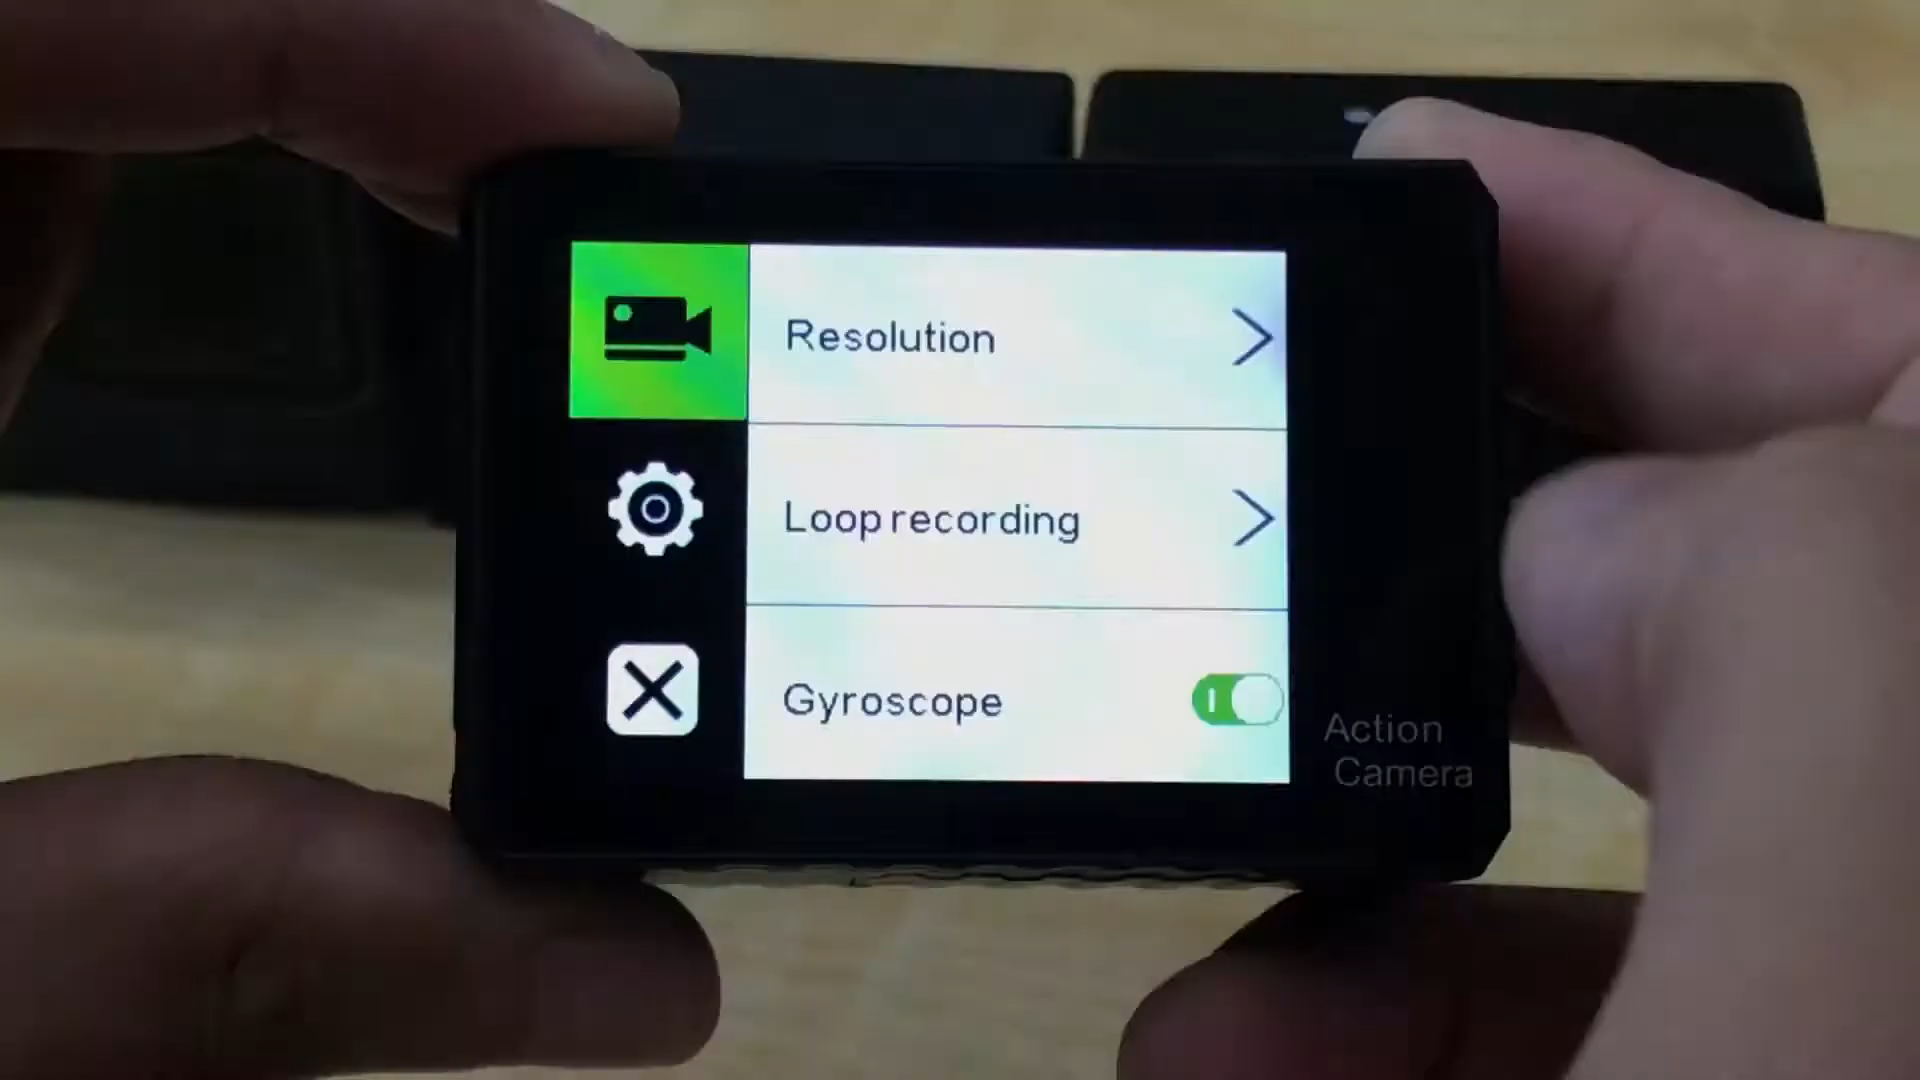 Resolution
Loop recording
Gyroscope
Action
Camera